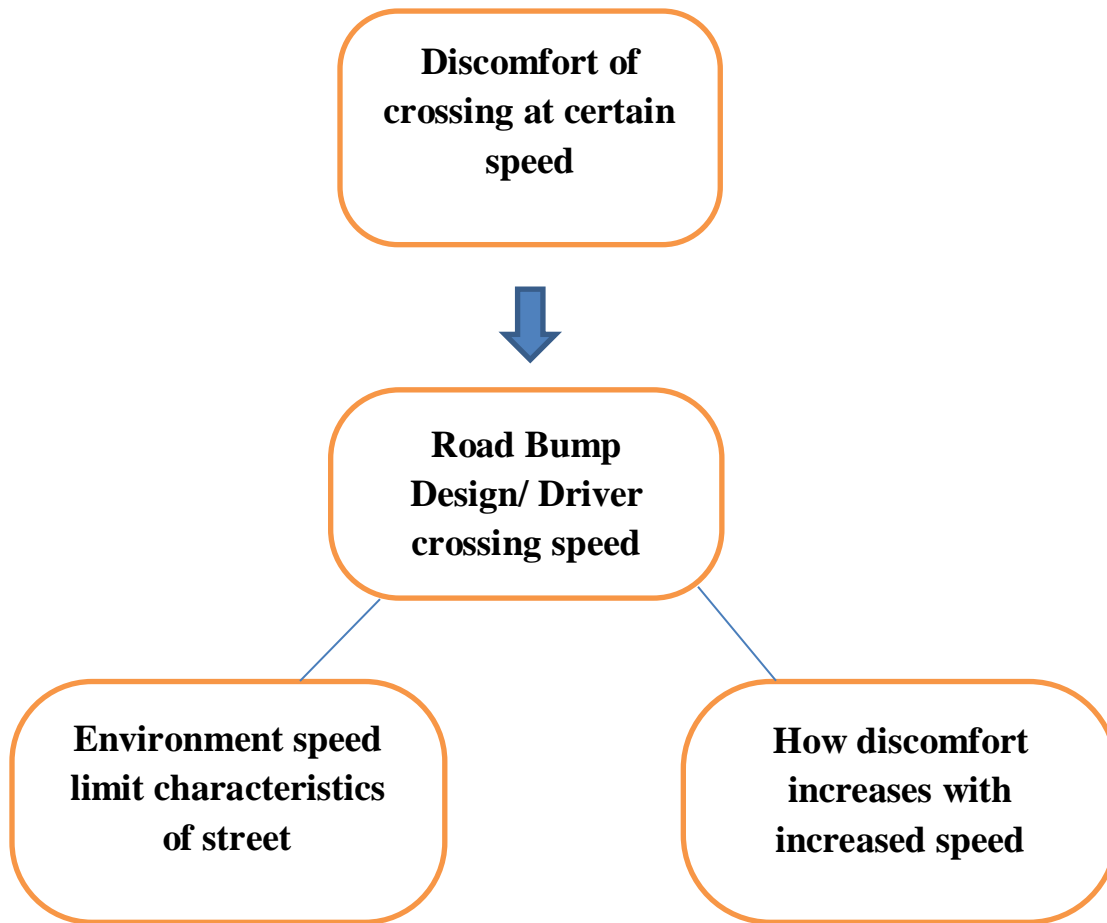 Discomfort of
crossing at certain
speed
Road Bump
Design/ Driver
crossing speed
Environment speed
limit characteristics
of street
How discomfort
increases with
increased speed